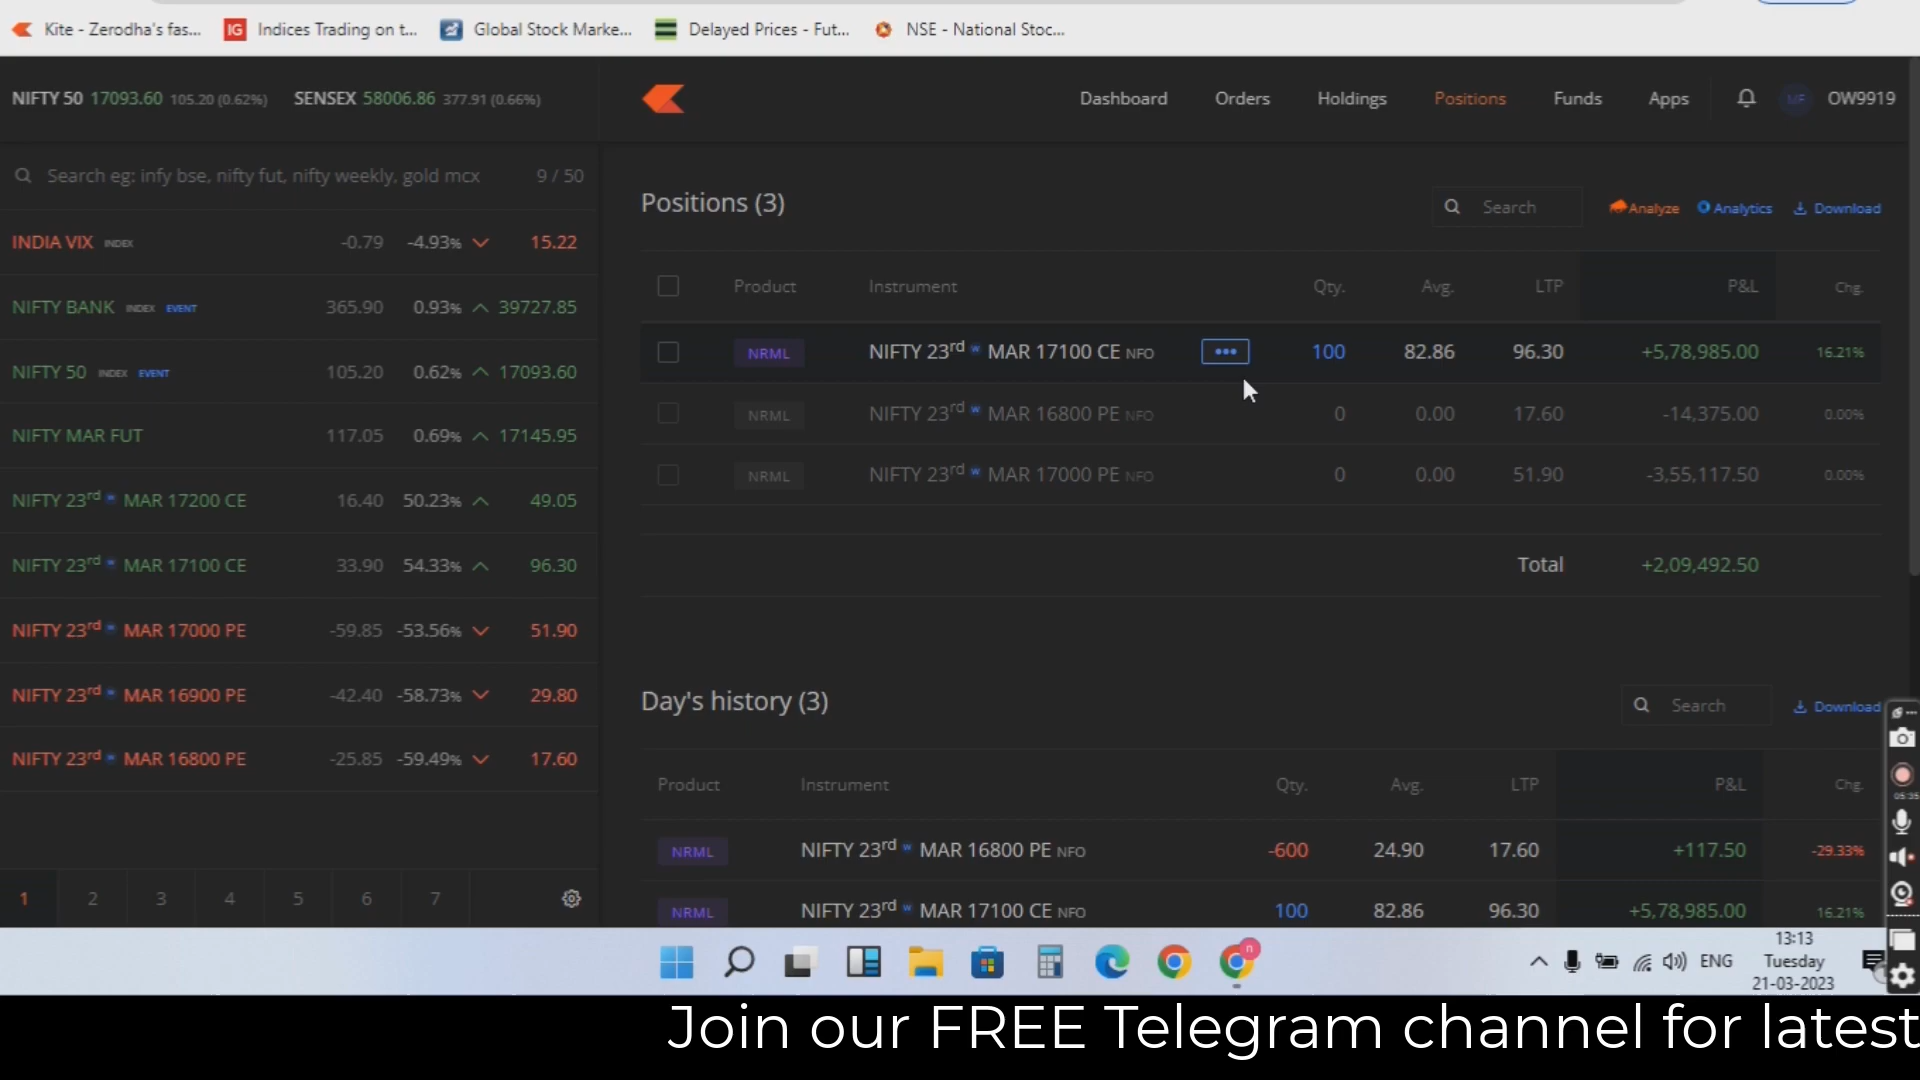 Kite - Zerodha's fas... IG Indices Trading on t... Global Stock Marke... Delayed Prices - Fut... NSE - National Stoc...
NIFTY 50 17093.60 105.20 (0.62%) SENSEX 58006.86 377.91 (0.66%)
Dashboard Orders Holdings Positions Funds Apps MF OW9919
Search eg: infy bse, nifty fut, nifty weekly, gold mcx 9 / 50
INDIA VIX INDEX -0.79 -4.93% 15.22
NIFTY BANK INDEX EVENT 365.90 0.93% 39727.85
NIFTY 50 INDEX EVENT 105.20 0.62% 17093.60
NIFTY MAR FUT 117.05 0.69% 17145.95
NIFTY 23rd w MAR 17200 CE 16.40 50.23% 49.05
NIFTY 23rd w MAR 17100 CE 33.90 54.33% 96.30
NIFTY 23rd w MAR 17000 PE -59.85 -53.56% 51.90
NIFTY 23rd w MAR 16900 PE -42.40 -58.73% 29.80
NIFTY 23rd w MAR 16800 PE -25.85 -59.49% 17.60
1 2 3 4 5 6 7
Positions (3) Search Analyze Analytics Download
Product Instrument Qty. Avg. LTP P&L Chg.
NRML NIFTY 23rd w MAR 17100 CE NFO ••• 100 82.86 96.30 +5,78,985.00 16.21%
NRML NIFTY 23rd w MAR 16800 PE NFO 0 0.00 17.60 -14,375.00 0.00%
NRML NIFTY 23rd w MAR 17000 PE NFO 0 0.00 51.90 -3,55,117.50 0.00%
Total +2,09,492.50
Day's history (3) Search Download
Product Instrument Qty. Avg. LTP P&L Chg.
NRML NIFTY 23rd w MAR 16800 PE NFO -600 24.90 17.60 +117.50 -29.33%
NRML NIFTY 23rd w MAR 17100 CE NFO 100 82.86 96.30 +5,78,985.00 16.21%
05:35
n
ENG
13:13
Tuesday
21-03-2023
Join our FREE Telegram channel for latest